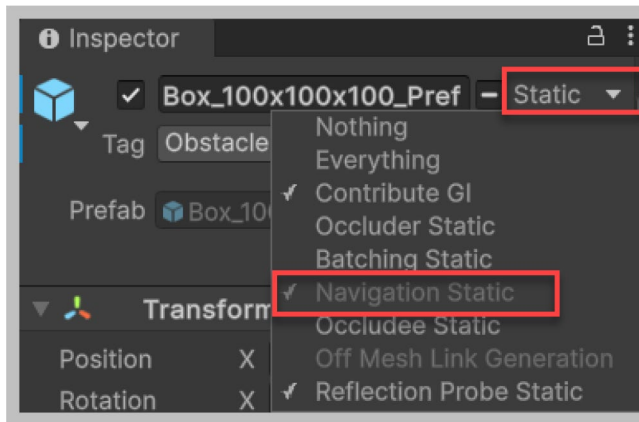 Inspector
Box_100x100x100_Pref Static
Nothing
Tag Obstacle
Everything
Contribute GI
Prefab Box_10
Occluder Static
Batching Static
Navigation Static
Transform
Occludee Static
Position X
Off Mesh Link Generation
Rotation X
Reflection Probe Static